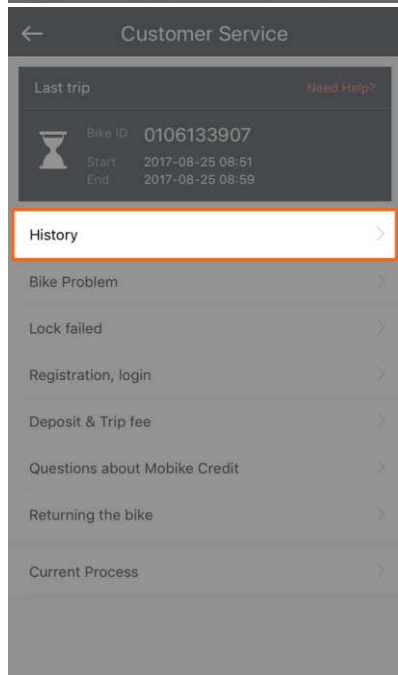 Customer Service
Last trip Need Help?
Bike ID 0106133907
Start 2017-08-25 08:51
End 2017-08-25 08:59
History
Bike Problem
Lock failed
Registration, login
Deposit & Trip fee
Questions about Mobike Credit
Returning the bike
Current Process